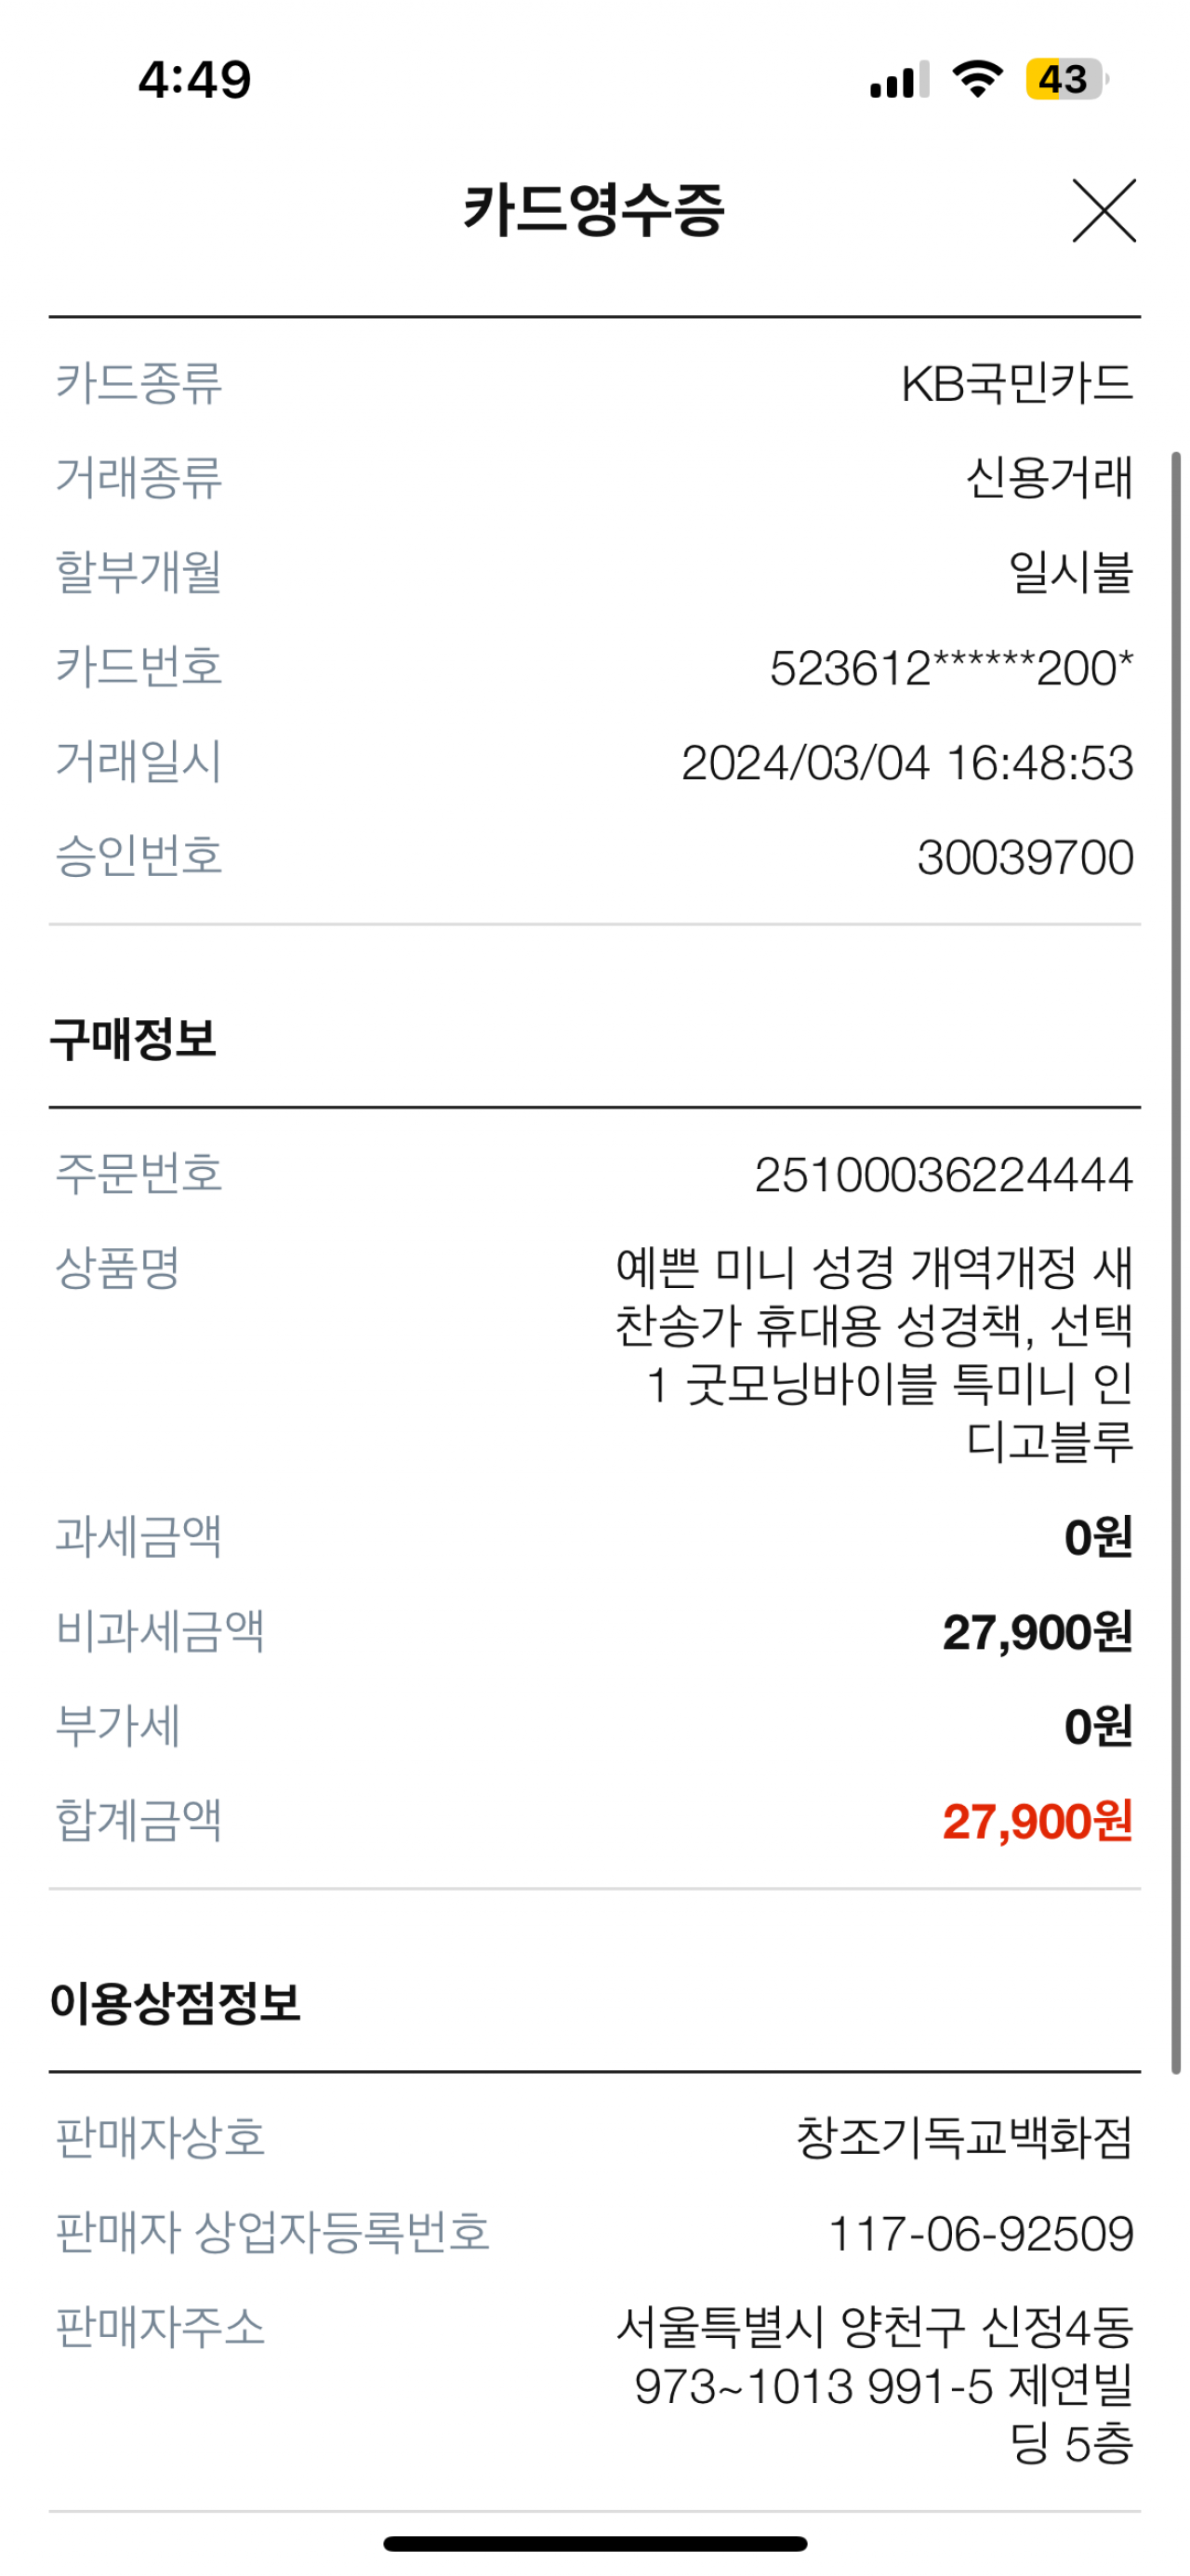 4:49
43
카드영수증
카드종류 KB국민카드
거래종류 신용거래
할부개월 일시불
카드번호 523612******200*
거래일시 2024/03/04 16:48:53
승인번호 30039700
구매정보
주문번호 25100036224444
상품명 예쁜 미니 성경 개역개정 새
찬송가 휴대용 성경책, 선택
1 굿모닝바이블 특미니 인
디고블루
과세금액 0원
비과세금액 27,900원
부가세 0원
합계금액 27,900원
이용상점정보
판매자상호 창조기독교백화점
판매자 상업자등록번호 117-06-92509
판매자주소 서울특별시 양천구 신정4동
973~1013 991-5 제연빌
딩 5층